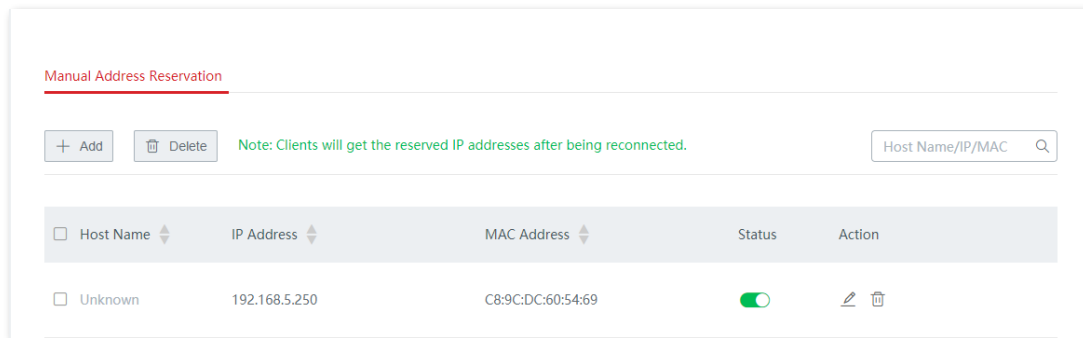 Manual Address Reservation
+ Add Delete Note: Clients will get the reserved IP addresses after being reconnected. Host Name/IP/MAC
Host Name IP Address MAC Address Status Action
Unknown 192.168.5.250 C8:9C:DC:60:54:69